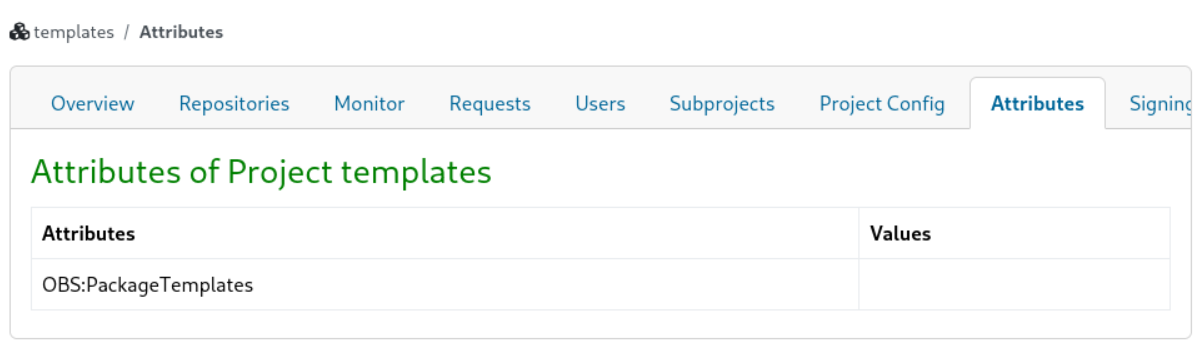 templates / Attributes
Overview Repositories Monitor Requests Users Subprojects Project Config Attributes Signing
Attributes of Project templates
Attributes Values
OBS:PackageTemplates